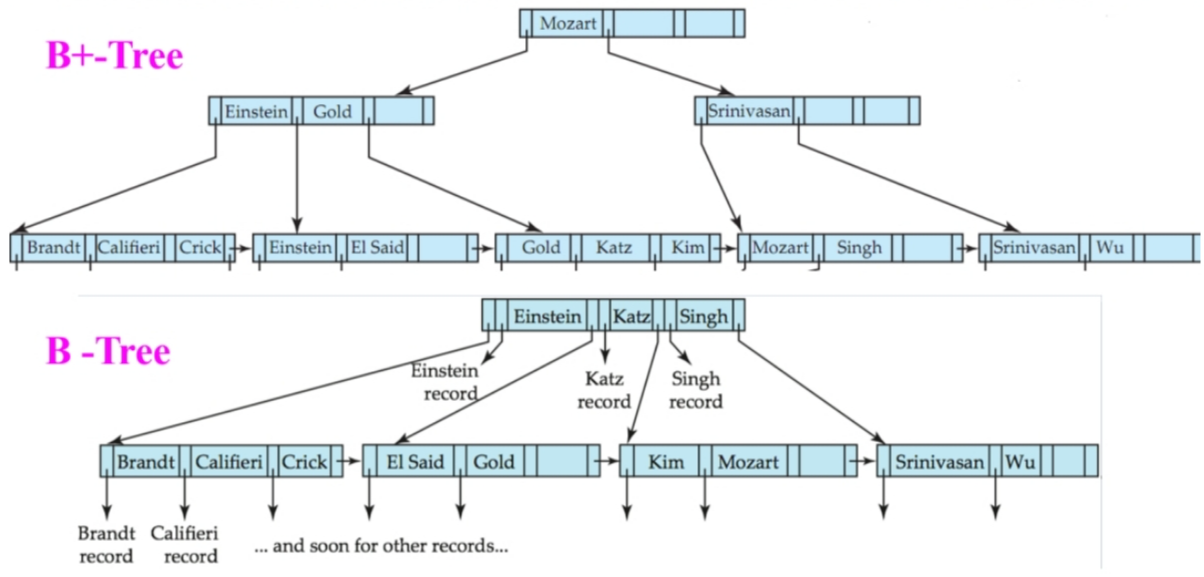 Mozart
B+-Tree
Einstein Gold
Srinivasan
Brandt Califieri Crick Einstein El Said Gold Katz Kim Mozart Singh Srinivasan Wu
Einstein Katz Singh
B -Tree
Einstein
record
Katz
record
Singh
record
Brandt Califieri Crick El Said Gold Kim Mozart Srinivasan Wu
Brandt
record
Califieri
record
... and soon for other records...